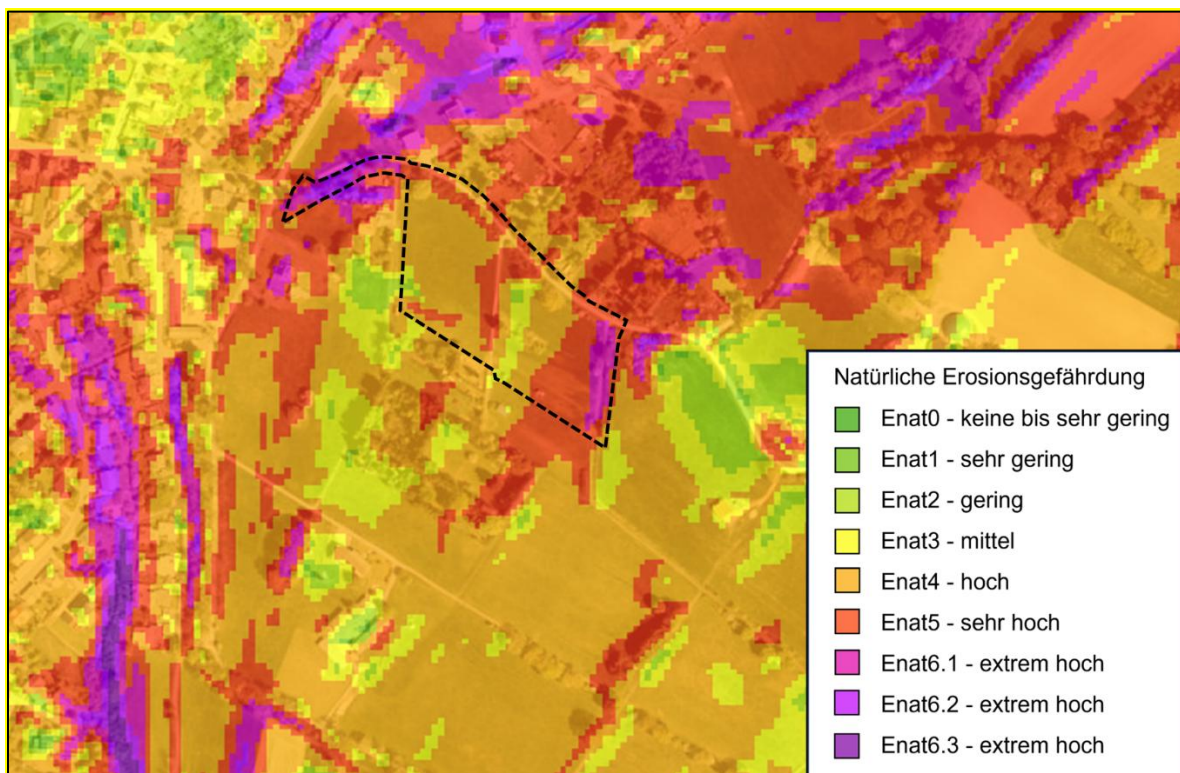 Natürliche Erosionsgefährdung
Enat0 - keine bis sehr gering
Enat1 - sehr gering
Enat2 - gering
Enat3 - mittel
Enat4 - hoch
Enat5 - sehr hoch
Enat6.1 - extrem hoch
Enat6.2 - extrem hoch
Enat6.3 - extrem hoch